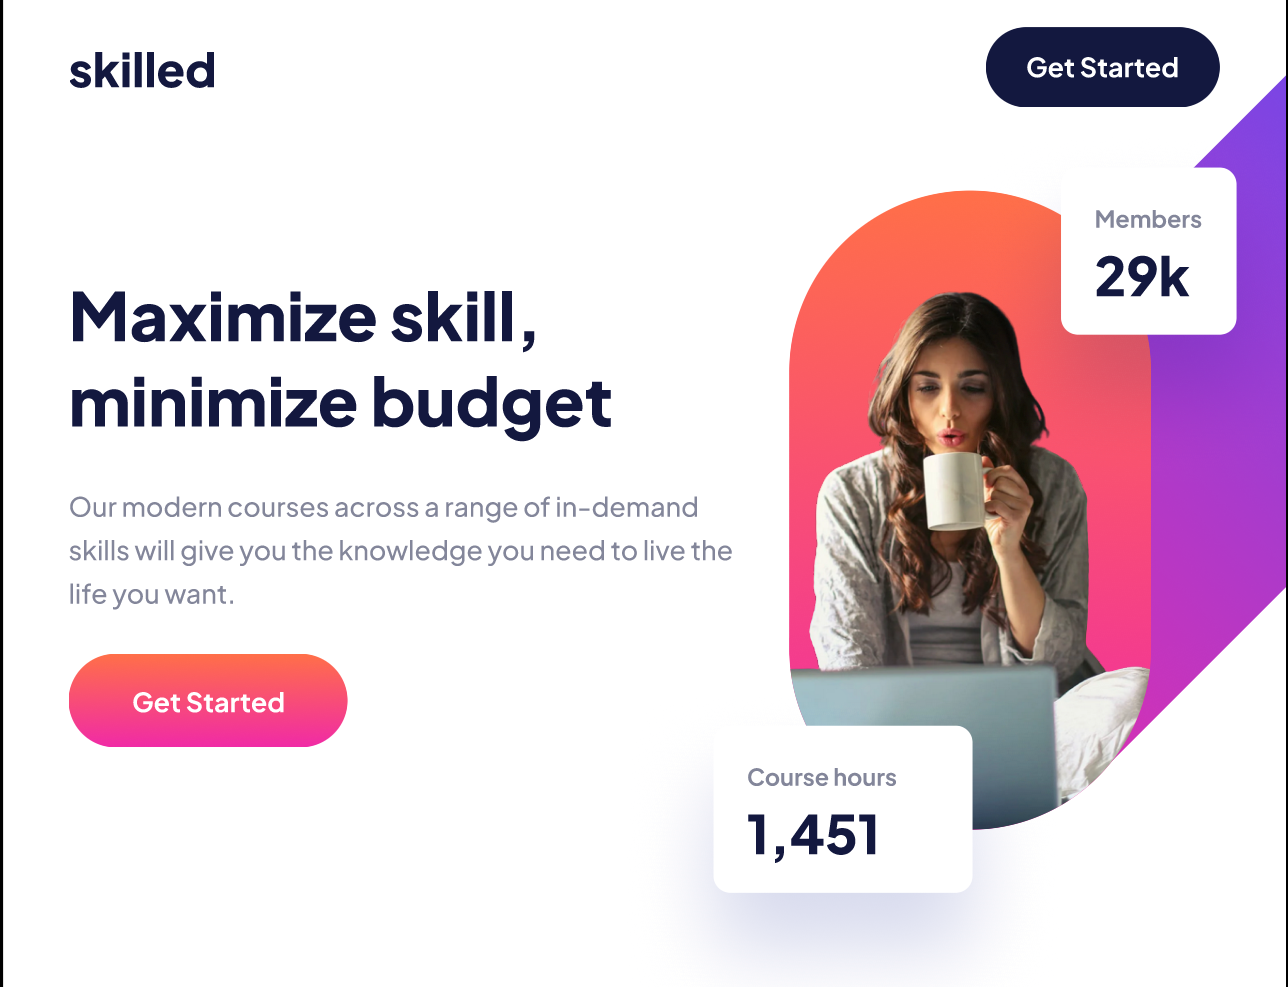 skilled
Get Started
Members
29k
Maximize skill,
minimize budget
Our modern courses across a range of in-demand
skills will give you the knowledge you need to live the
life you want.
Get Started
Course hours
1,451